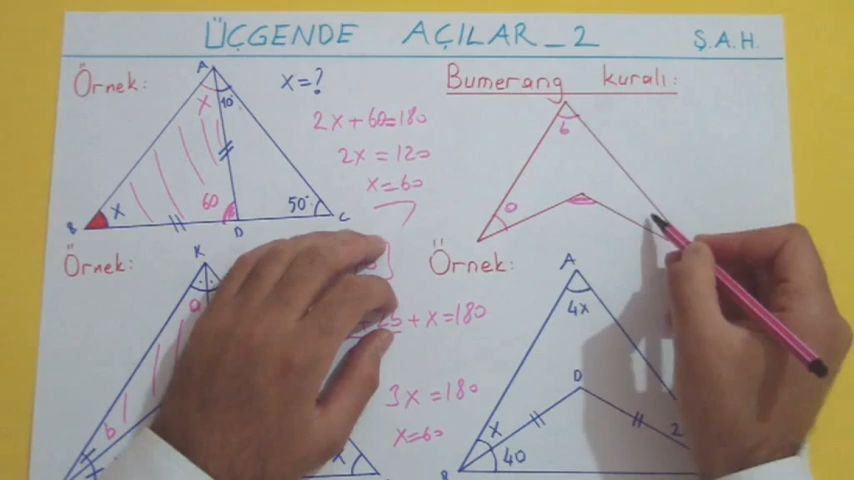 ÜÇGENDE AÇILAR_2
Ş.A.H.
Örnek:
A
x
10°
x
60
50°
B
D
C
x=?
2x+60=180
2x=120
x=60
Bumerang kuralı:
b
a
Örnek:
K
a
b
x
+x=180
3x=180
x=60
Örnek:
A
4x
D
x
40
2
B